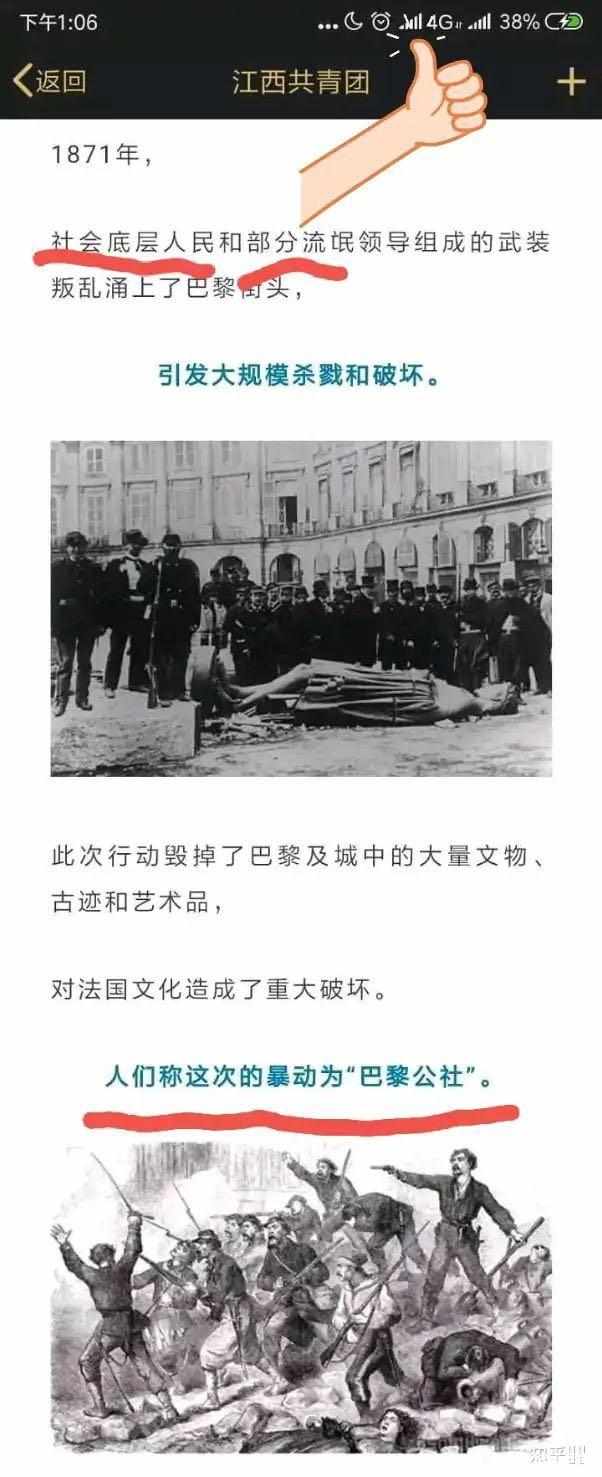 下午1:06
... 4G 38%
返回 江西共青团 +
1871年，
社会底层人民和部分流氓领导组成的武装
叛乱涌上了巴黎街头，
引发大规模杀戮和破坏。
此次行动毁掉了巴黎及城中的大量文物、
古迹和艺术品，
对法国文化造成了重大破坏。
人们称这次的暴动为“巴黎公社”。